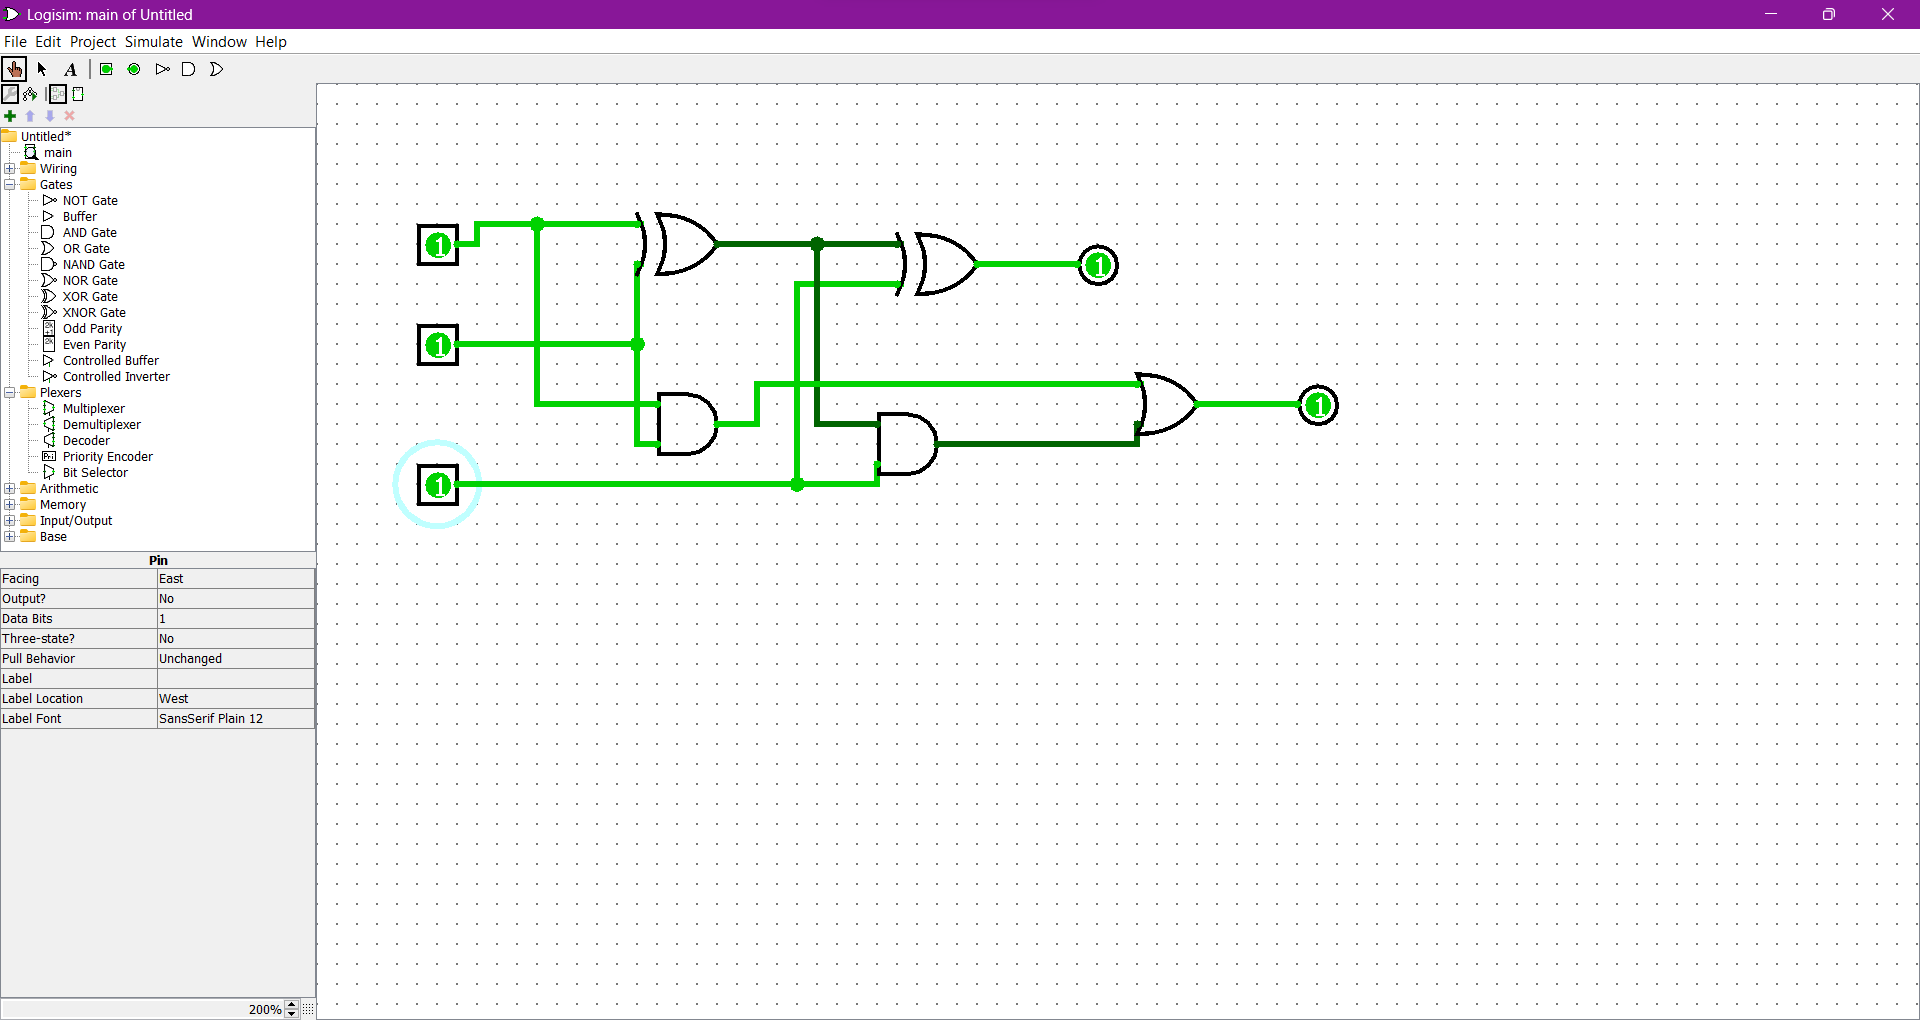 Logisim: main of Untitled
File Edit Project Simulate Window Help
A
Untitled*
main
Wiring
Gates
NOT Gate
Buffer
AND Gate
OR Gate
NAND Gate
NOR Gate
XOR Gate
XNOR Gate
2k+1 Odd Parity
2k Even Parity
Controlled Buffer
Controlled Inverter
Plexers
Multiplexer
Demultiplexer
Decoder
Pri Priority Encoder
Bit Selector
Arithmetic
Memory
Input/Output
Base
Pin
Facing East
Output? No
Data Bits 1
Three-state? No
Pull Behavior Unchanged
Label
Label Location West
Label Font SansSerif Plain 12
200%
1
1
1
1
1